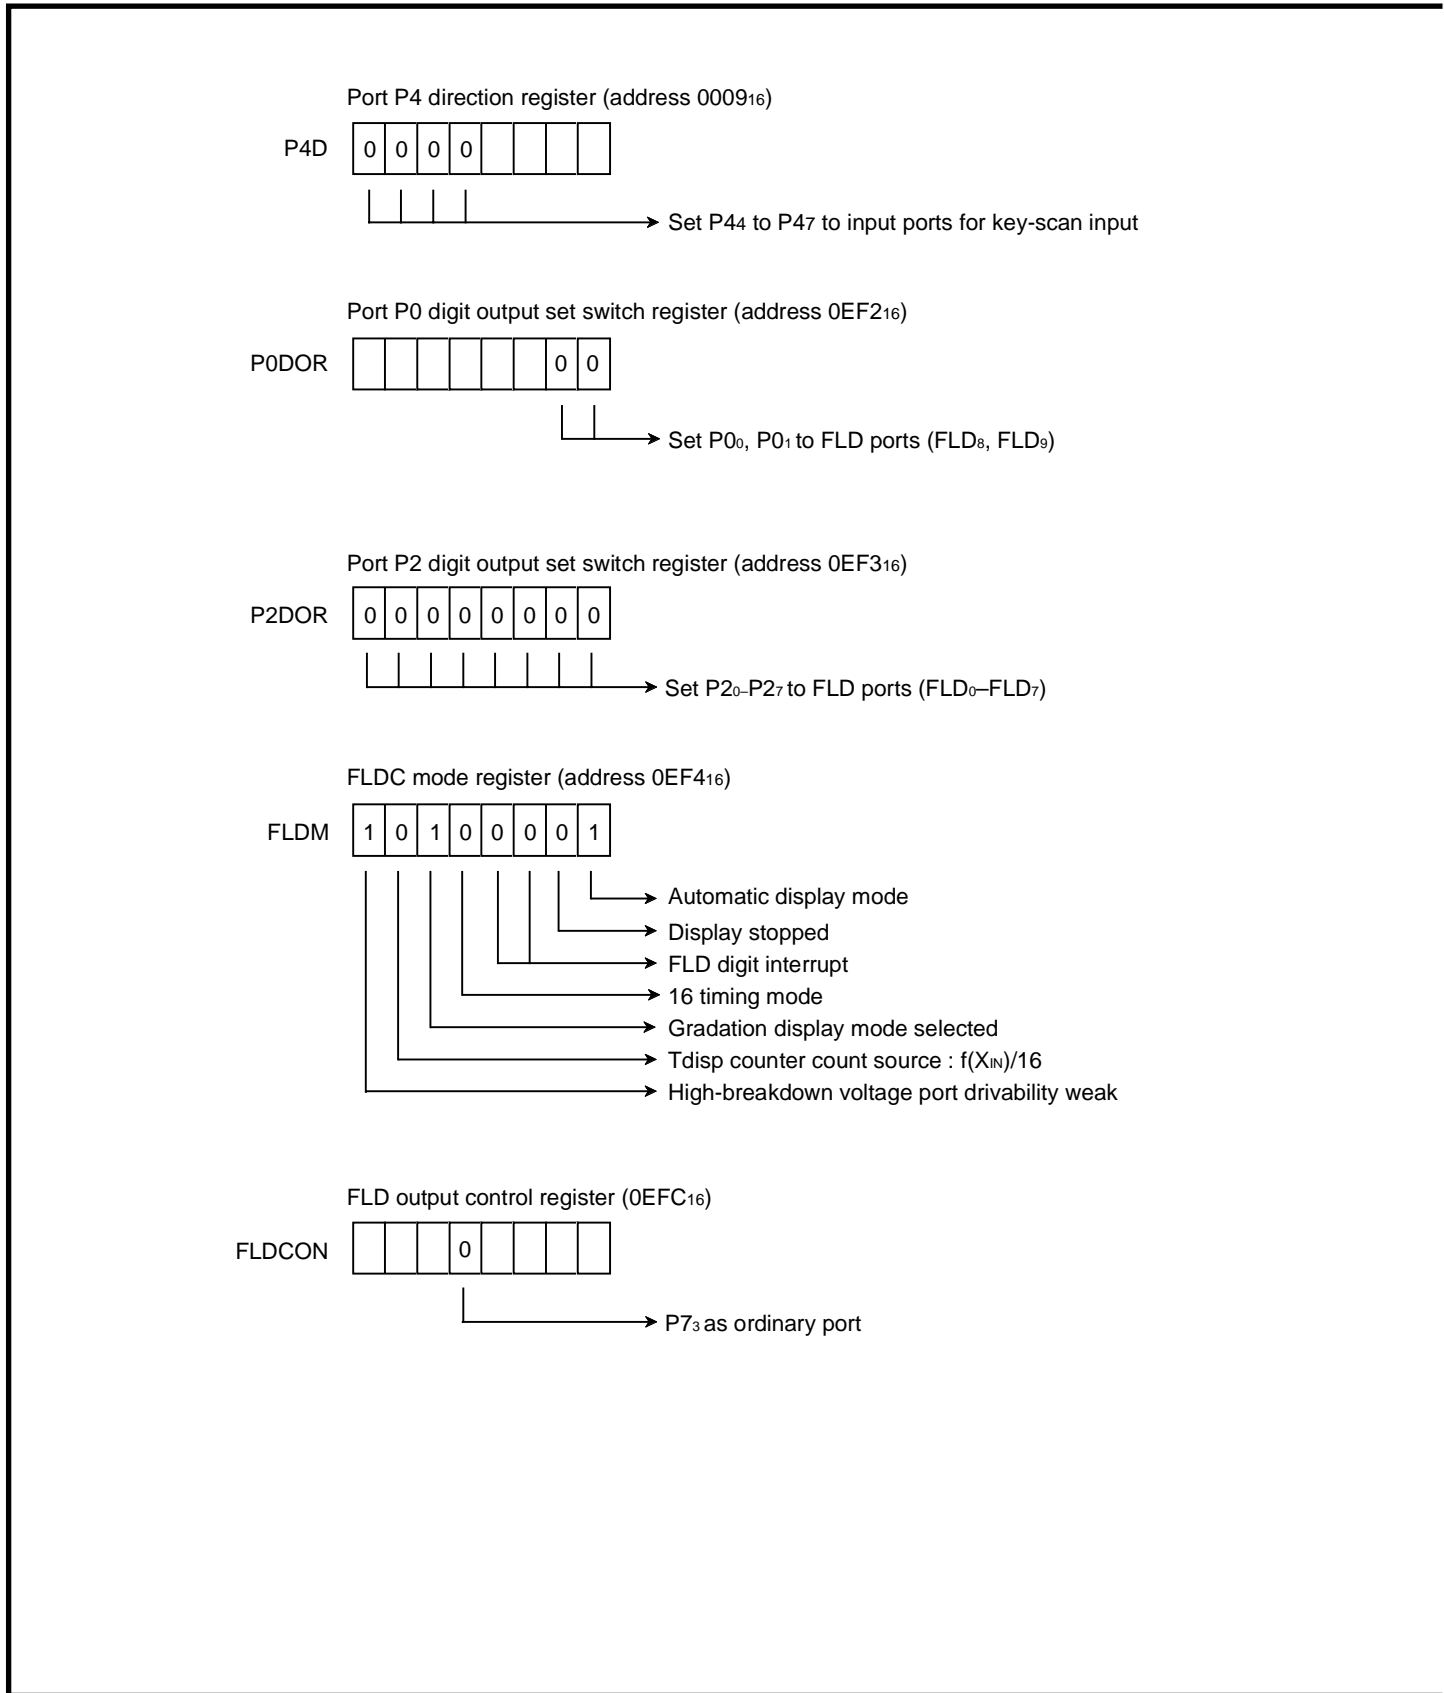 Port P4 direction register (address 000916)
P4D 0 0 0 0
Set P44 to P47 to input ports for key-scan input
Port P0 digit output set switch register (address 0EF216)
P0DOR 0 0
Set P00, P01 to FLD ports (FLD8, FLD9)
Port P2 digit output set switch register (address 0EF316)
P2DOR 0 0 0 0 0 0 0 0
Set P20–P27 to FLD ports (FLD0–FLD7)
FLDC mode register (address 0EF416)
FLDM 1 0 1 0 0 0 0 1
Automatic display mode
Display stopped
FLD digit interrupt
16 timing mode
Gradation display mode selected
Tdisp counter count source : f(XIN)/16
High-breakdown voltage port drivability weak
FLD output control register (0EFC16)
FLDCON 0
P73 as ordinary port